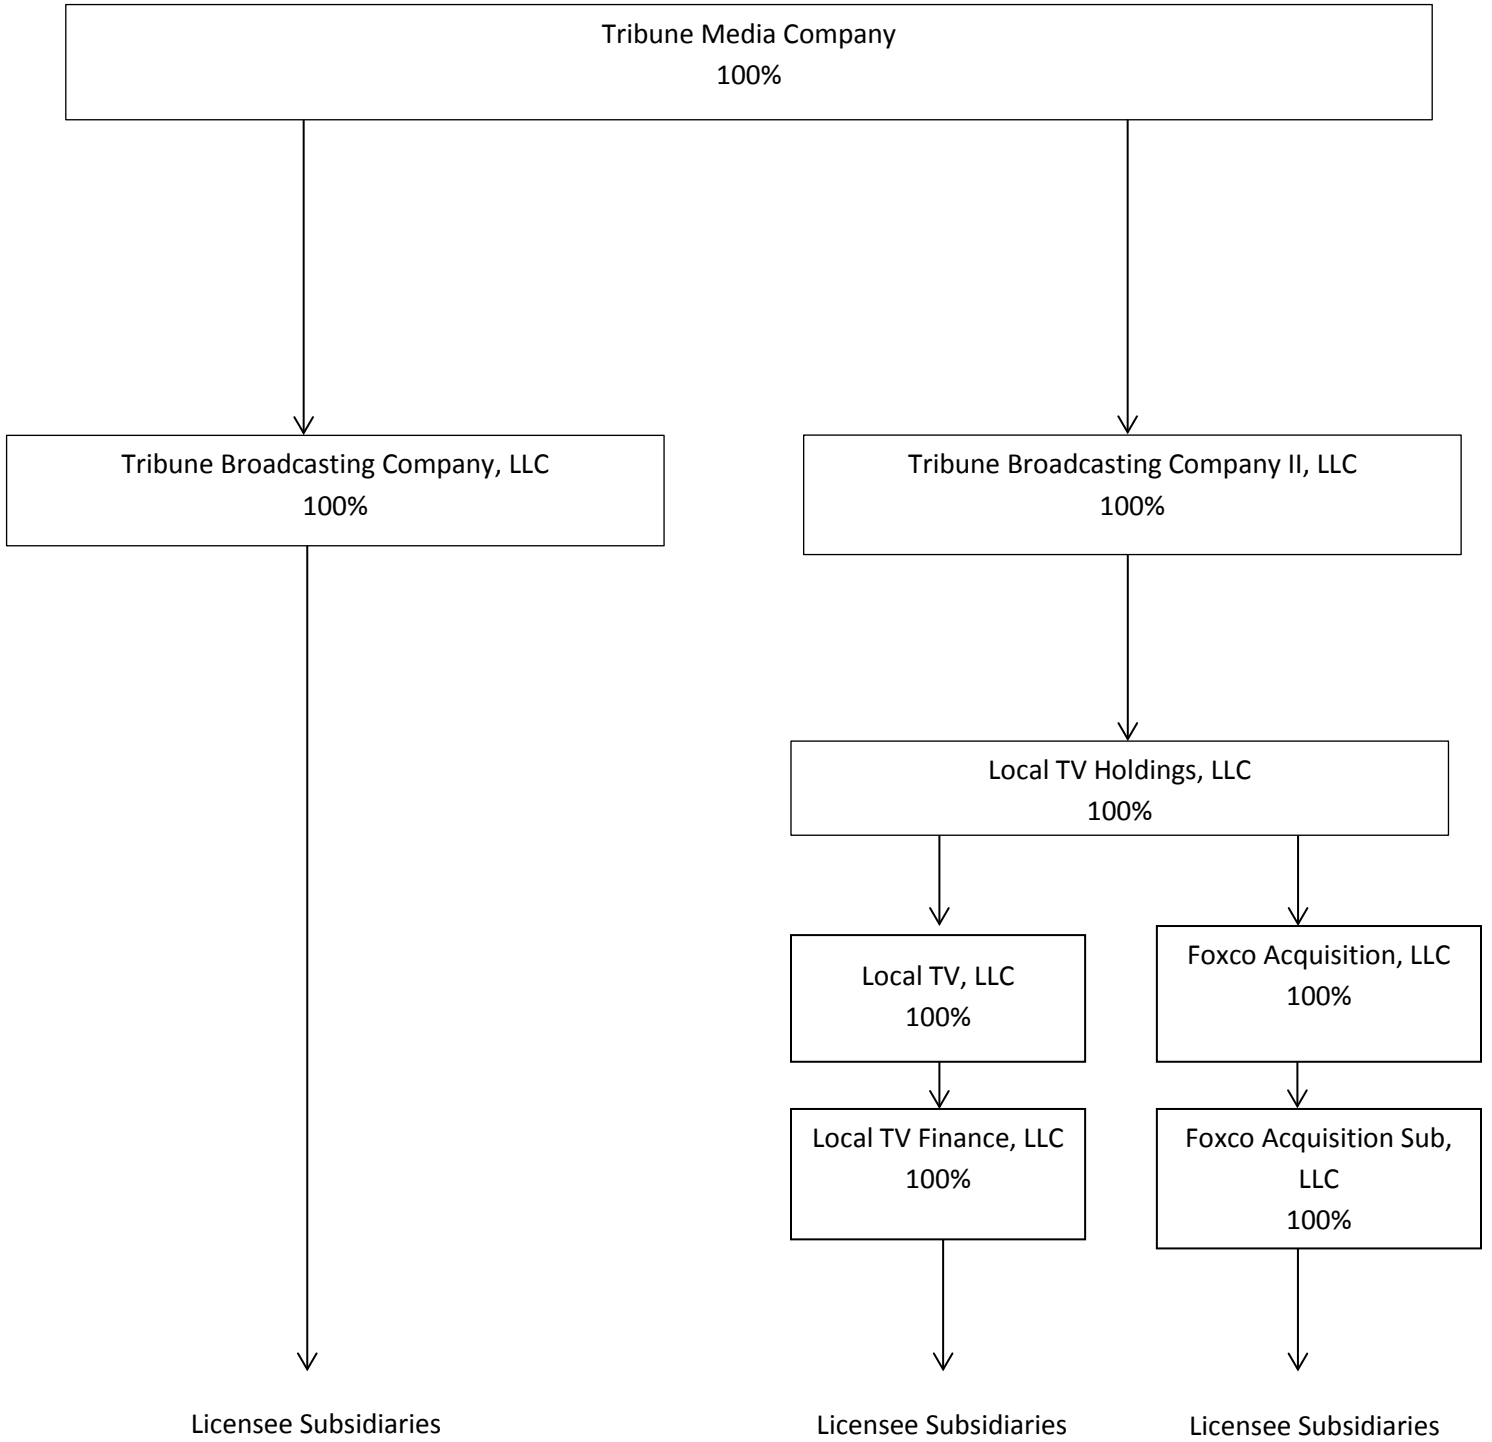 Tribune Media Company
100%
Tribune Broadcasting Company, LLC
100%
Tribune Broadcasting Company II, LLC
100%
Local TV Holdings, LLC
100%
Local TV, LLC
100%
Foxco Acquisition, LLC
100%
Local TV Finance, LLC
100%
Foxco Acquisition Sub,
LLC
100%
Licensee Subsidiaries
Licensee Subsidiaries
Licensee Subsidiaries